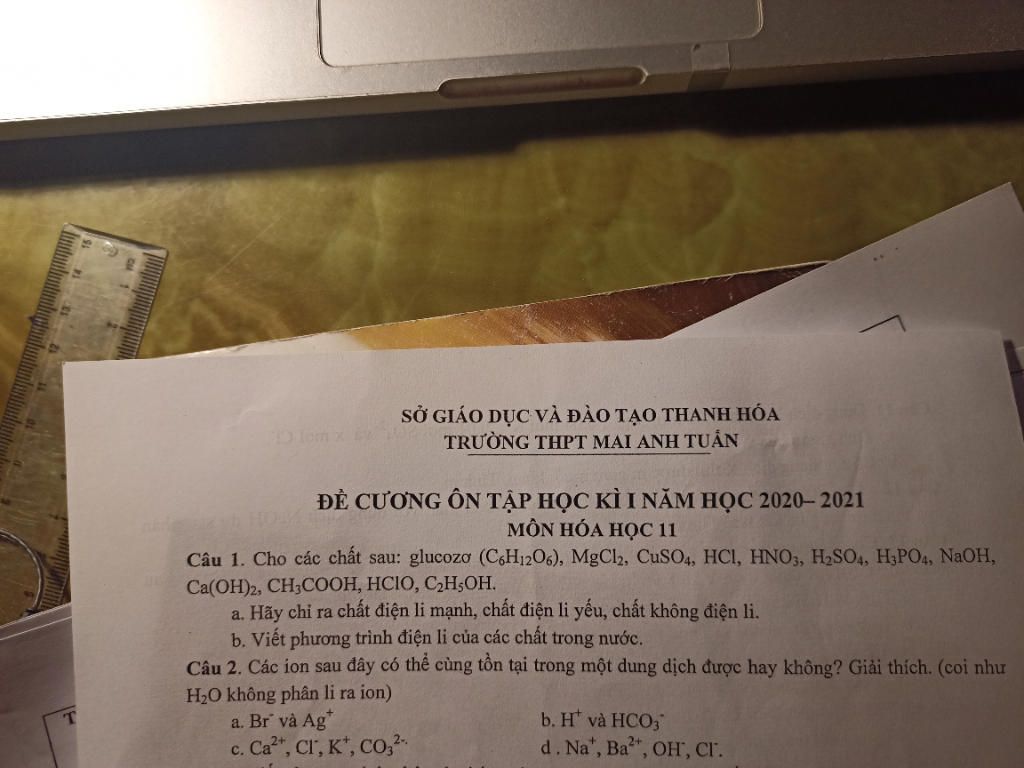 SỞ GIÁO DỤC VÀ ĐÀO TẠO THANH HÓA
TRƯỜNG THPT MAI ANH TUẤN
ĐỀ CƯƠNG ÔN TẬP HỌC KÌ I NĂM HỌC 2020– 2021
MÔN HÓA HỌC 11
Câu 1. Cho các chất sau: glucozơ (C₆H₁₂O₆), MgCl₂, CuSO₄, HCl, HNO₃, H₂SO₄, H₃PO₄, NaOH,
Ca(OH)₂, CH₃COOH, HClO, C₂H₅OH.
a. Hãy chỉ ra chất điện li mạnh, chất điện li yếu, chất không điện li.
b. Viết phương trình điện li của các chất trong nước.
Câu 2. Các ion sau đây có thể cùng tồn tại trong một dung dịch được hay không? Giải thích. (coi như
H₂O không phân li ra ion)
a. Br⁻ và Ag⁺
b. H⁺ và HCO₃⁻
c. Ca²⁺, Cl⁻, K⁺, CO₃²⁻.
d . Na⁺, Ba²⁺, OH⁻, Cl⁻.